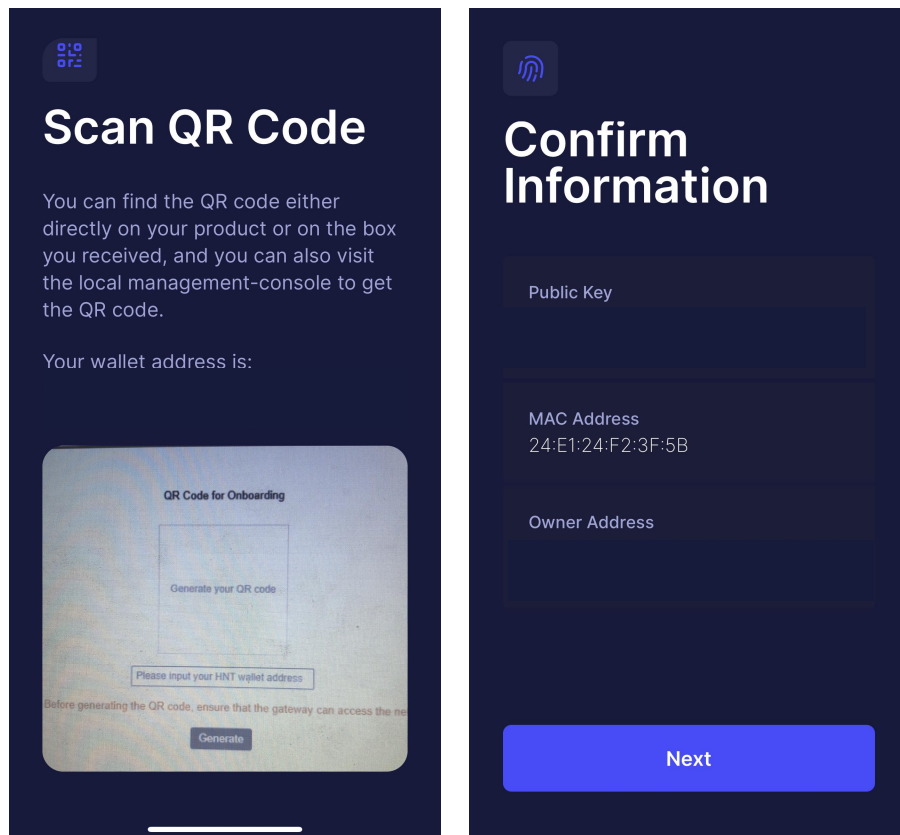 Scan QR Code
You can find the QR code either
directly on your product or on the box
you received, and you can also visit
the local management-console to get
the QR code.
Your wallet address is:
QR Code for Onboarding
Generate your QR code
Please input your HNT wallet address
Before generating the QR code, ensure that the gateway can access the ne
Generate
Confirm
Information
Public Key
MAC Address
24:E1:24:F2:3F:5B
Owner Address
Next